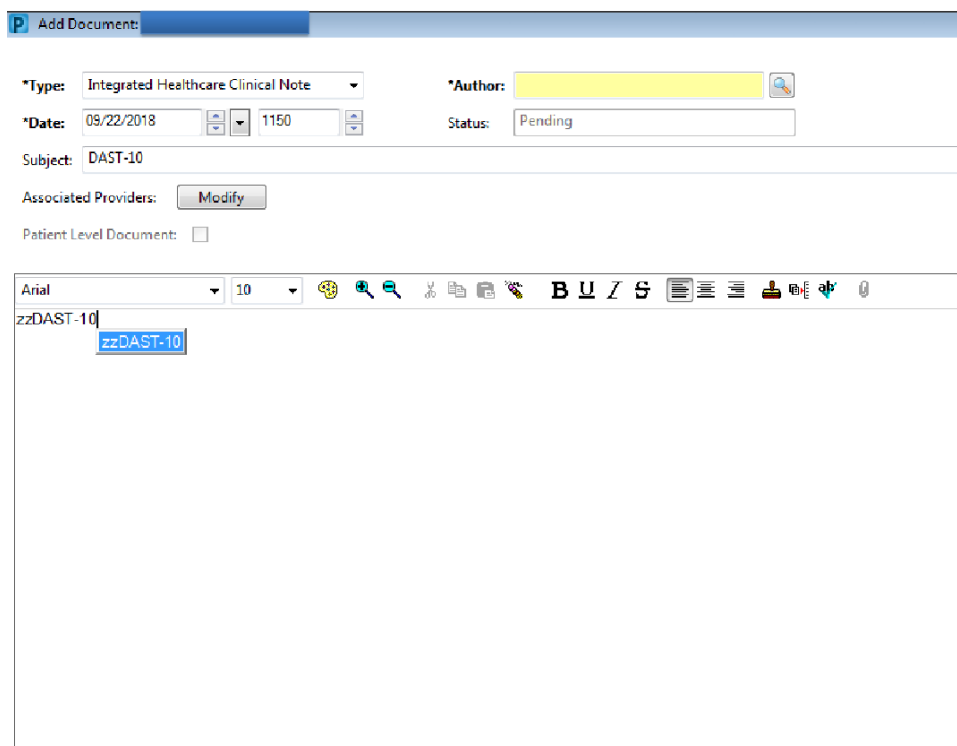 P Add Document:
*Type: Integrated Healthcare Clinical Note *Author:
*Date: 09/22/2018 1150 Status: Pending
Subject: DAST-10
Associated Providers: Modify
Patient Level Document:
Arial 10 B U I S ab
zzDAST-10
zzDAST-10